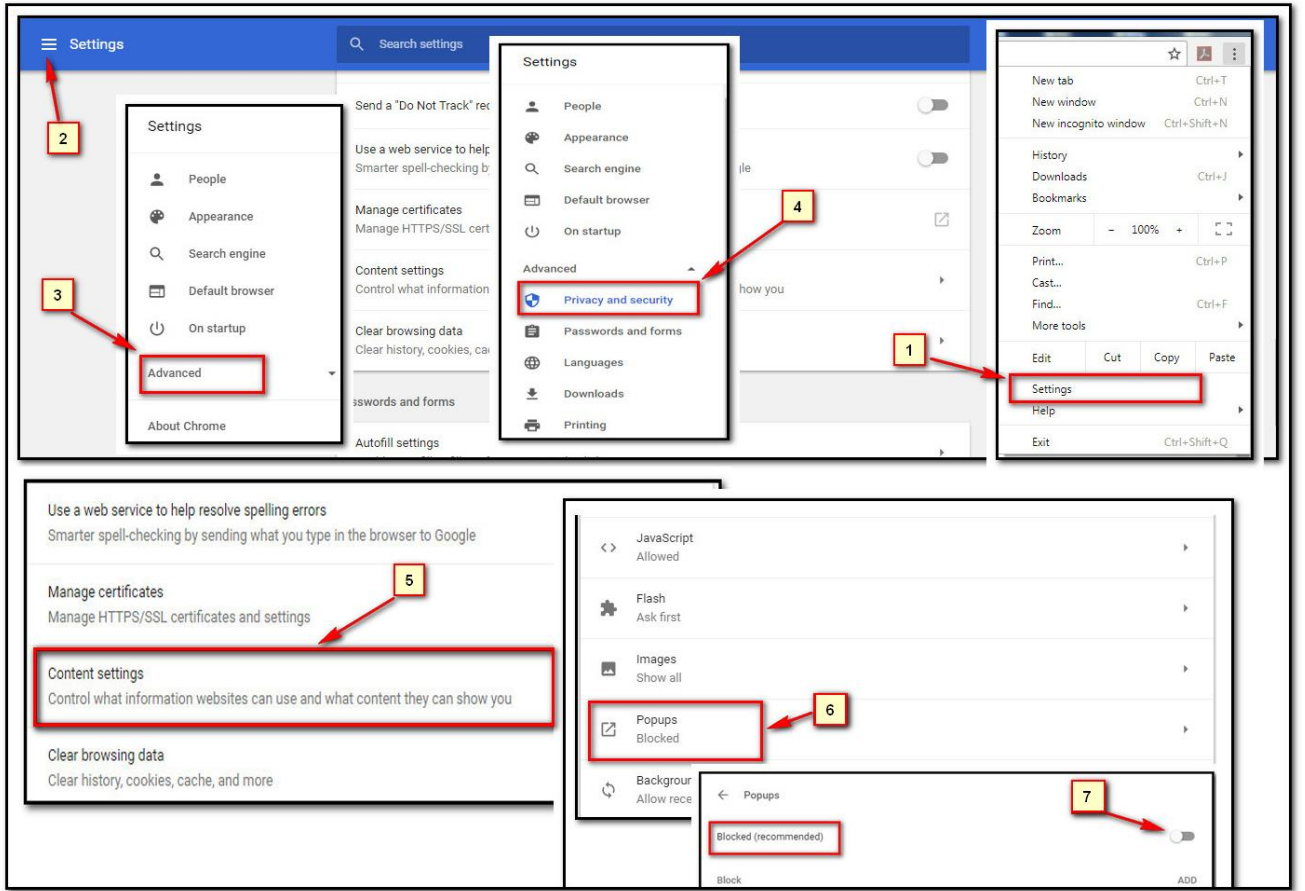 Settings
Search settings
2
Send a "Do Not Track" req
Use a web service to help
Smarter spell-checking b
gle
Manage certificates
Manage HTTPS/SSL cert
Content settings
Control what information
how you
Clear browsing data
Clear history, cookies, ca
sswords and forms
Autofill settings
Settings
People
Appearance
Search engine
Default browser
On startup
3
Advanced
About Chrome
Settings
People
Appearance
Search engine
Default browser
On startup
4
Advanced
Privacy and security
Passwords and forms
Languages
Downloads
Printing
New tab Ctrl+T
New window Ctrl+N
New incognito window Ctrl+Shift+N
History
Downloads Ctrl+J
Bookmarks
Zoom - 100% +
Print... Ctrl+P
Cast...
Find... Ctrl+F
More tools
Edit Cut Copy Paste
1
Settings
Help
Exit Ctrl+Shift+Q
Use a web service to help resolve spelling errors
Smarter spell-checking by sending what you type in the browser to Google
5
Manage certificates
Manage HTTPS/SSL certificates and settings
Content settings
Control what information websites can use and what content they can show you
Clear browsing data
Clear history, cookies, cache, and more
JavaScript
Allowed
Flash
Ask first
Images
Show all
6
Popups
Blocked
Backgrour
Allow rece
Popups
7
Blocked (recommended)
Block ADD